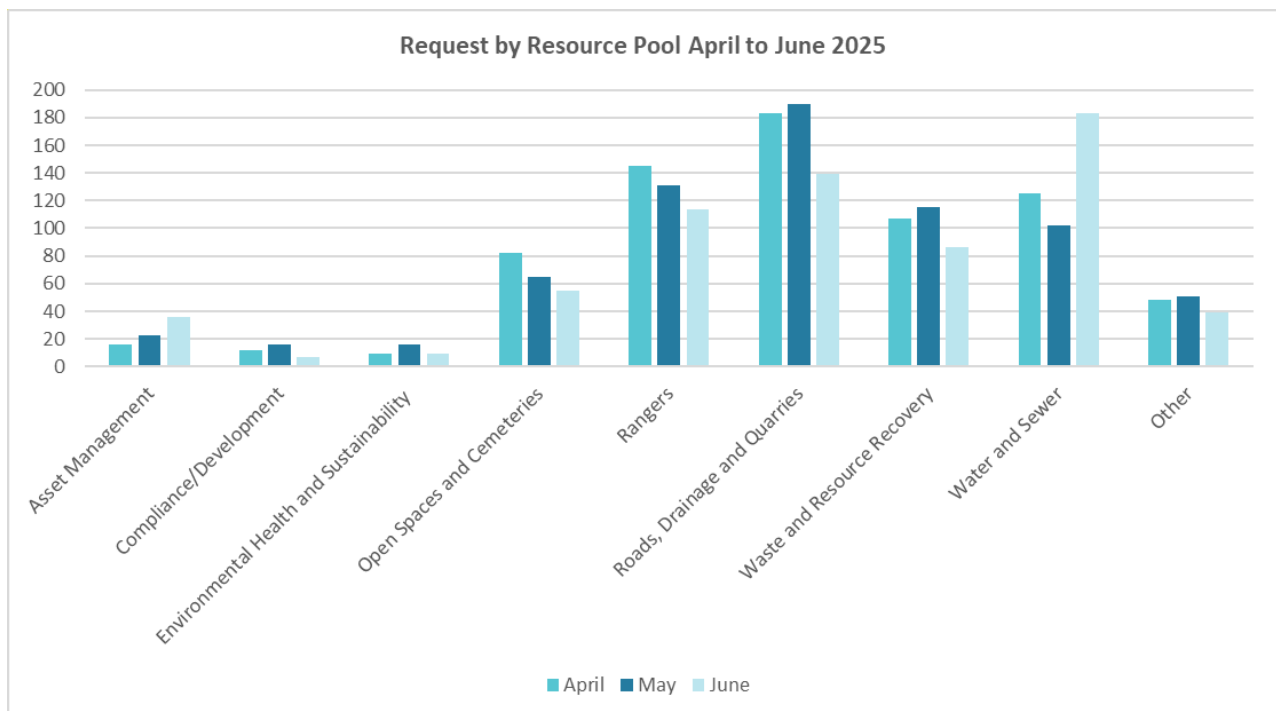 Request by Resource Pool April to June 2025
200
180
160
140
120
100
80
60
40
20
0
Asset Management
Compliance/Development
Environmental Health and Sustainability
Open Spaces and Cemeteries
Rangers
Roads, Drainage and Quarries
Waste and Resource Recovery
Water and Sewer
Other
April May June